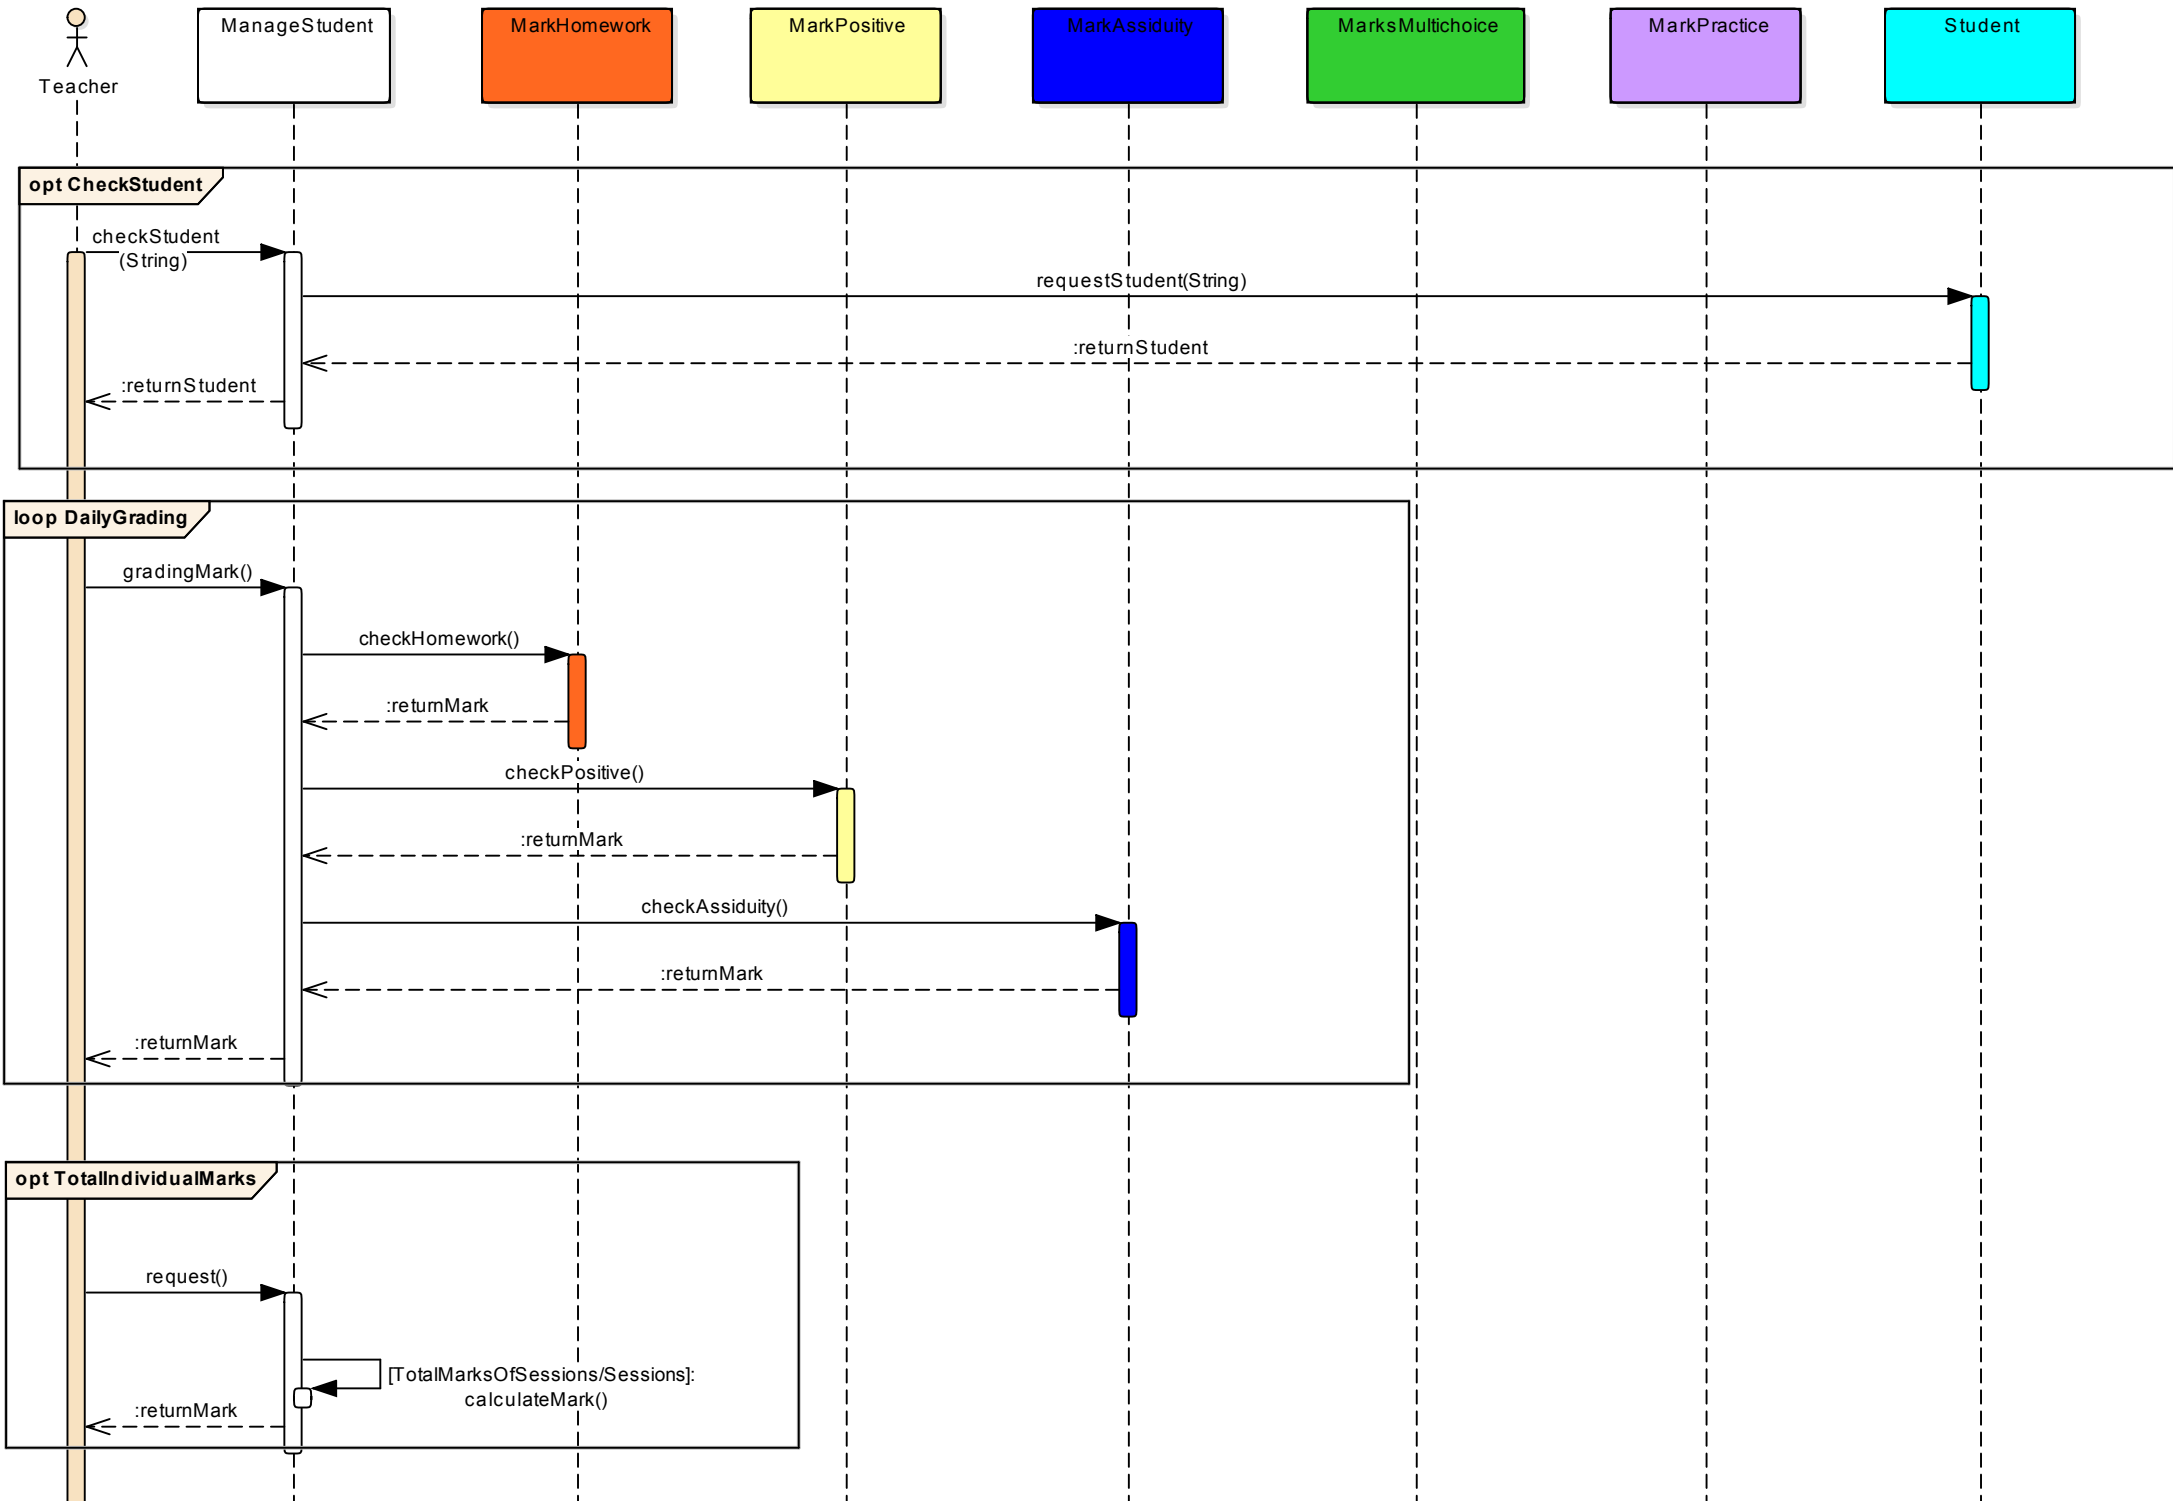 ManageStudent
MarkHomework
MarkPositive
MarkAssiduity
MarksMultichoice
MarkPractice
Student
Teacher
opt CheckStudent
checkStudent
(String)
requestStudent(String)
:returnStudent
:returnStudent
loop DailyGrading
gradingMark()
checkHomework()
:returnMark
checkPositive()
:returnMark
checkAssiduity()
:returnMark
:returnMark
opt TotalIndividualMarks
request()
[TotalMarksOfSessions/Sessions]:
calculateMark()
:returnMark